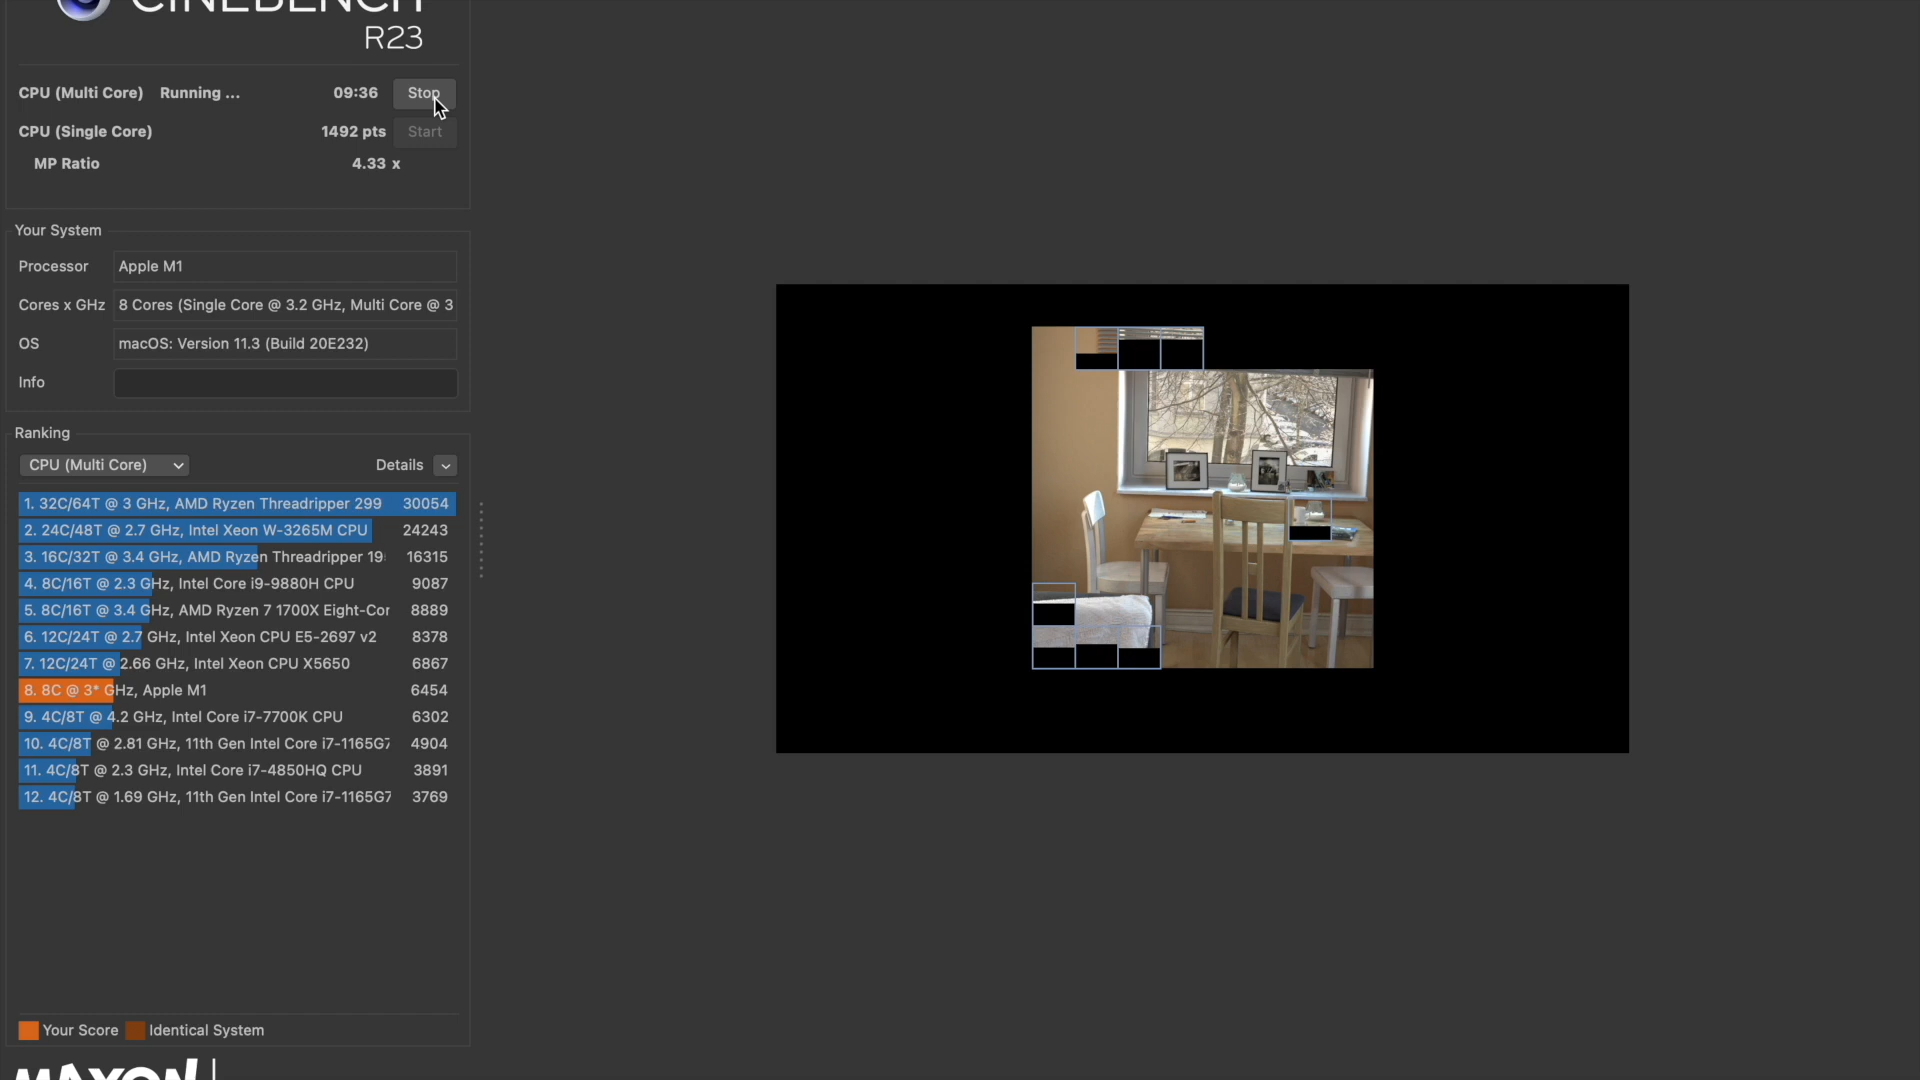 CINEBENCH
R23
CPU (Multi Core) Running ... 09:36 Stop
CPU (Single Core) 1492 pts Start
MP Ratio 4.33 x
Your System
Processor Apple M1
Cores x GHz 8 Cores (Single Core @ 3.2 GHz, Multi Core @ 3
OS macOS: Version 11.3 (Build 20E232)
Info
Ranking
CPU (Multi Core) Details
1. 32C/64T @ 3 GHz, AMD Ryzen Threadripper 299 30054
2. 24C/48T @ 2.7 GHz, Intel Xeon W-3265M CPU 24243
3. 16C/32T @ 3.4 GHz, AMD Ryzen Threadripper 19 16315
4. 8C/16T @ 2.3 GHz, Intel Core i9-9880H CPU 9087
5. 8C/16T @ 3.4 GHz, AMD Ryzen 7 1700X Eight-Cor 8889
6. 12C/24T @ 2.7 GHz, Intel Xeon CPU E5-2697 v2 8378
7. 12C/24T @ 2.66 GHz, Intel Xeon CPU X5650 6867
8. 8C @ 3* GHz, Apple M1 6454
9. 4C/8T @ 4.2 GHz, Intel Core i7-7700K CPU 6302
10. 4C/8T @ 2.81 GHz, 11th Gen Intel Core i7-1165G7 4904
11. 4C/8T @ 2.3 GHz, Intel Core i7-4850HQ CPU 3891
12. 4C/8T @ 1.69 GHz, 11th Gen Intel Core i7-1165G7 3769
Your Score Identical System
MAXON